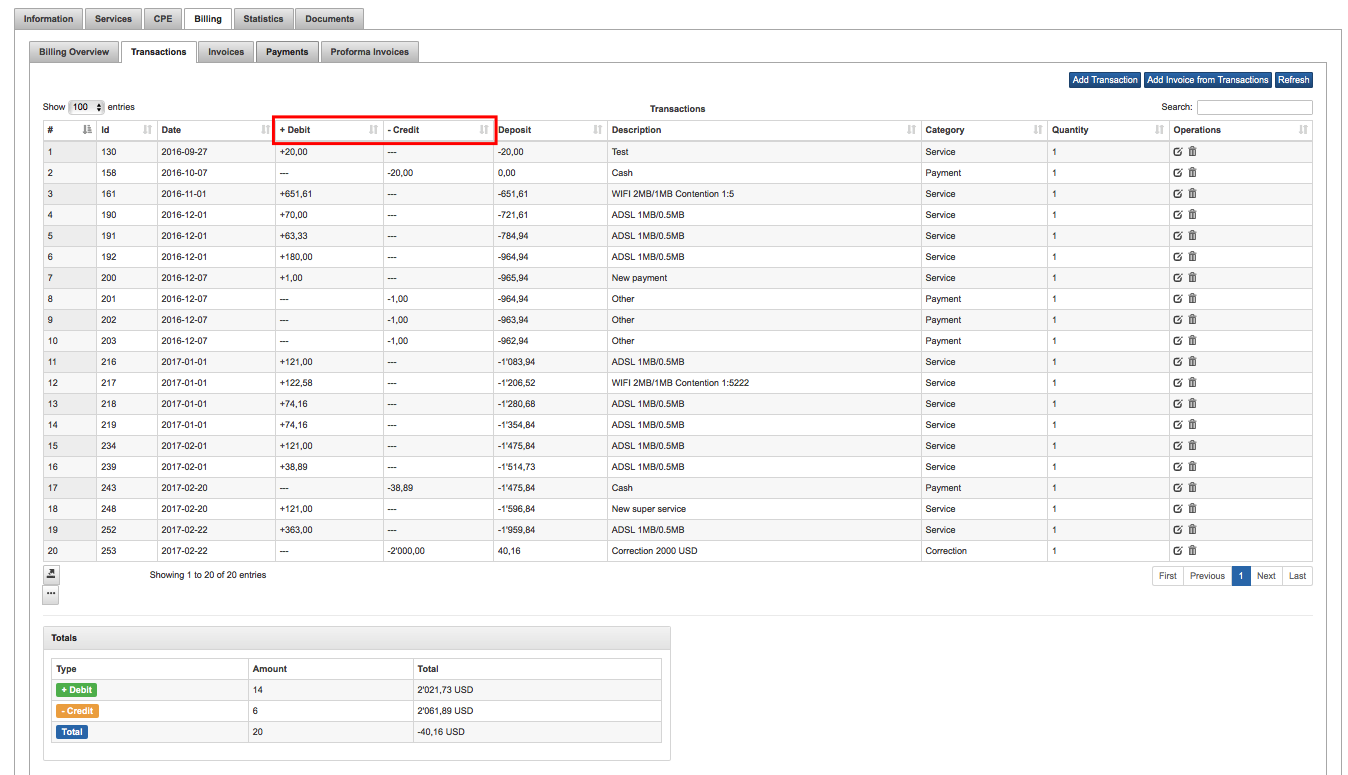 Information Services CPE Billing Statistics Documents
Billing Overview Transactions Invoices Payments Proforma Invoices
Add Transaction Add Invoice from Transactions Refresh
Show 100 entries Transactions Search:
# Id Date + Debit - Credit Deposit Description Category Quantity Operations
1 130 2016-09-27 +20,00 --- -20,00 Test Service 1
2 158 2016-10-07 --- -20,00 0,00 Cash Payment 1
3 161 2016-11-01 +651,61 --- -651,61 WIFI 2MB/1MB Contention 1:5 Service 1
4 190 2016-12-01 +70,00 --- -721,61 ADSL 1MB/0.5MB Service 1
5 191 2016-12-01 +63,33 --- -784,94 ADSL 1MB/0.5MB Service 1
6 192 2016-12-01 +180,00 --- -964,94 ADSL 1MB/0.5MB Service 1
7 200 2016-12-07 +1,00 --- -965,94 New payment Service 1
8 201 2016-12-07 --- -1,00 -964,94 Other Payment 1
9 202 2016-12-07 --- -1,00 -963,94 Other Payment 1
10 203 2016-12-07 --- -1,00 -962,94 Other Payment 1
11 216 2017-01-01 +121,00 --- -1'083,94 ADSL 1MB/0.5MB Service 1
12 217 2017-01-01 +122,58 --- -1'206,52 WIFI 2MB/1MB Contention 1:5222 Service 1
13 218 2017-01-01 +74,16 --- -1'280,68 ADSL 1MB/0.5MB Service 1
14 219 2017-01-01 +74,16 --- -1'354,84 ADSL 1MB/0.5MB Service 1
15 234 2017-02-01 +121,00 --- -1'475,84 ADSL 1MB/0.5MB Service 1
16 239 2017-02-01 +38,89 --- -1'514,73 ADSL 1MB/0.5MB Service 1
17 243 2017-02-20 --- -38,89 -1'475,84 Cash Payment 1
18 248 2017-02-20 +121,00 --- -1'596,84 New super service Service 1
19 252 2017-02-22 +363,00 --- -1'959,84 ADSL 1MB/0.5MB Service 1
20 253 2017-02-22 --- -2'000,00 40,16 Correction 2000 USD Correction 1
Showing 1 to 20 of 20 entries First Previous 1 Next Last
...
Totals
Type Amount Total
+ Debit 14 2'021,73 USD
- Credit 6 2'061,89 USD
Total 20 -40,16 USD